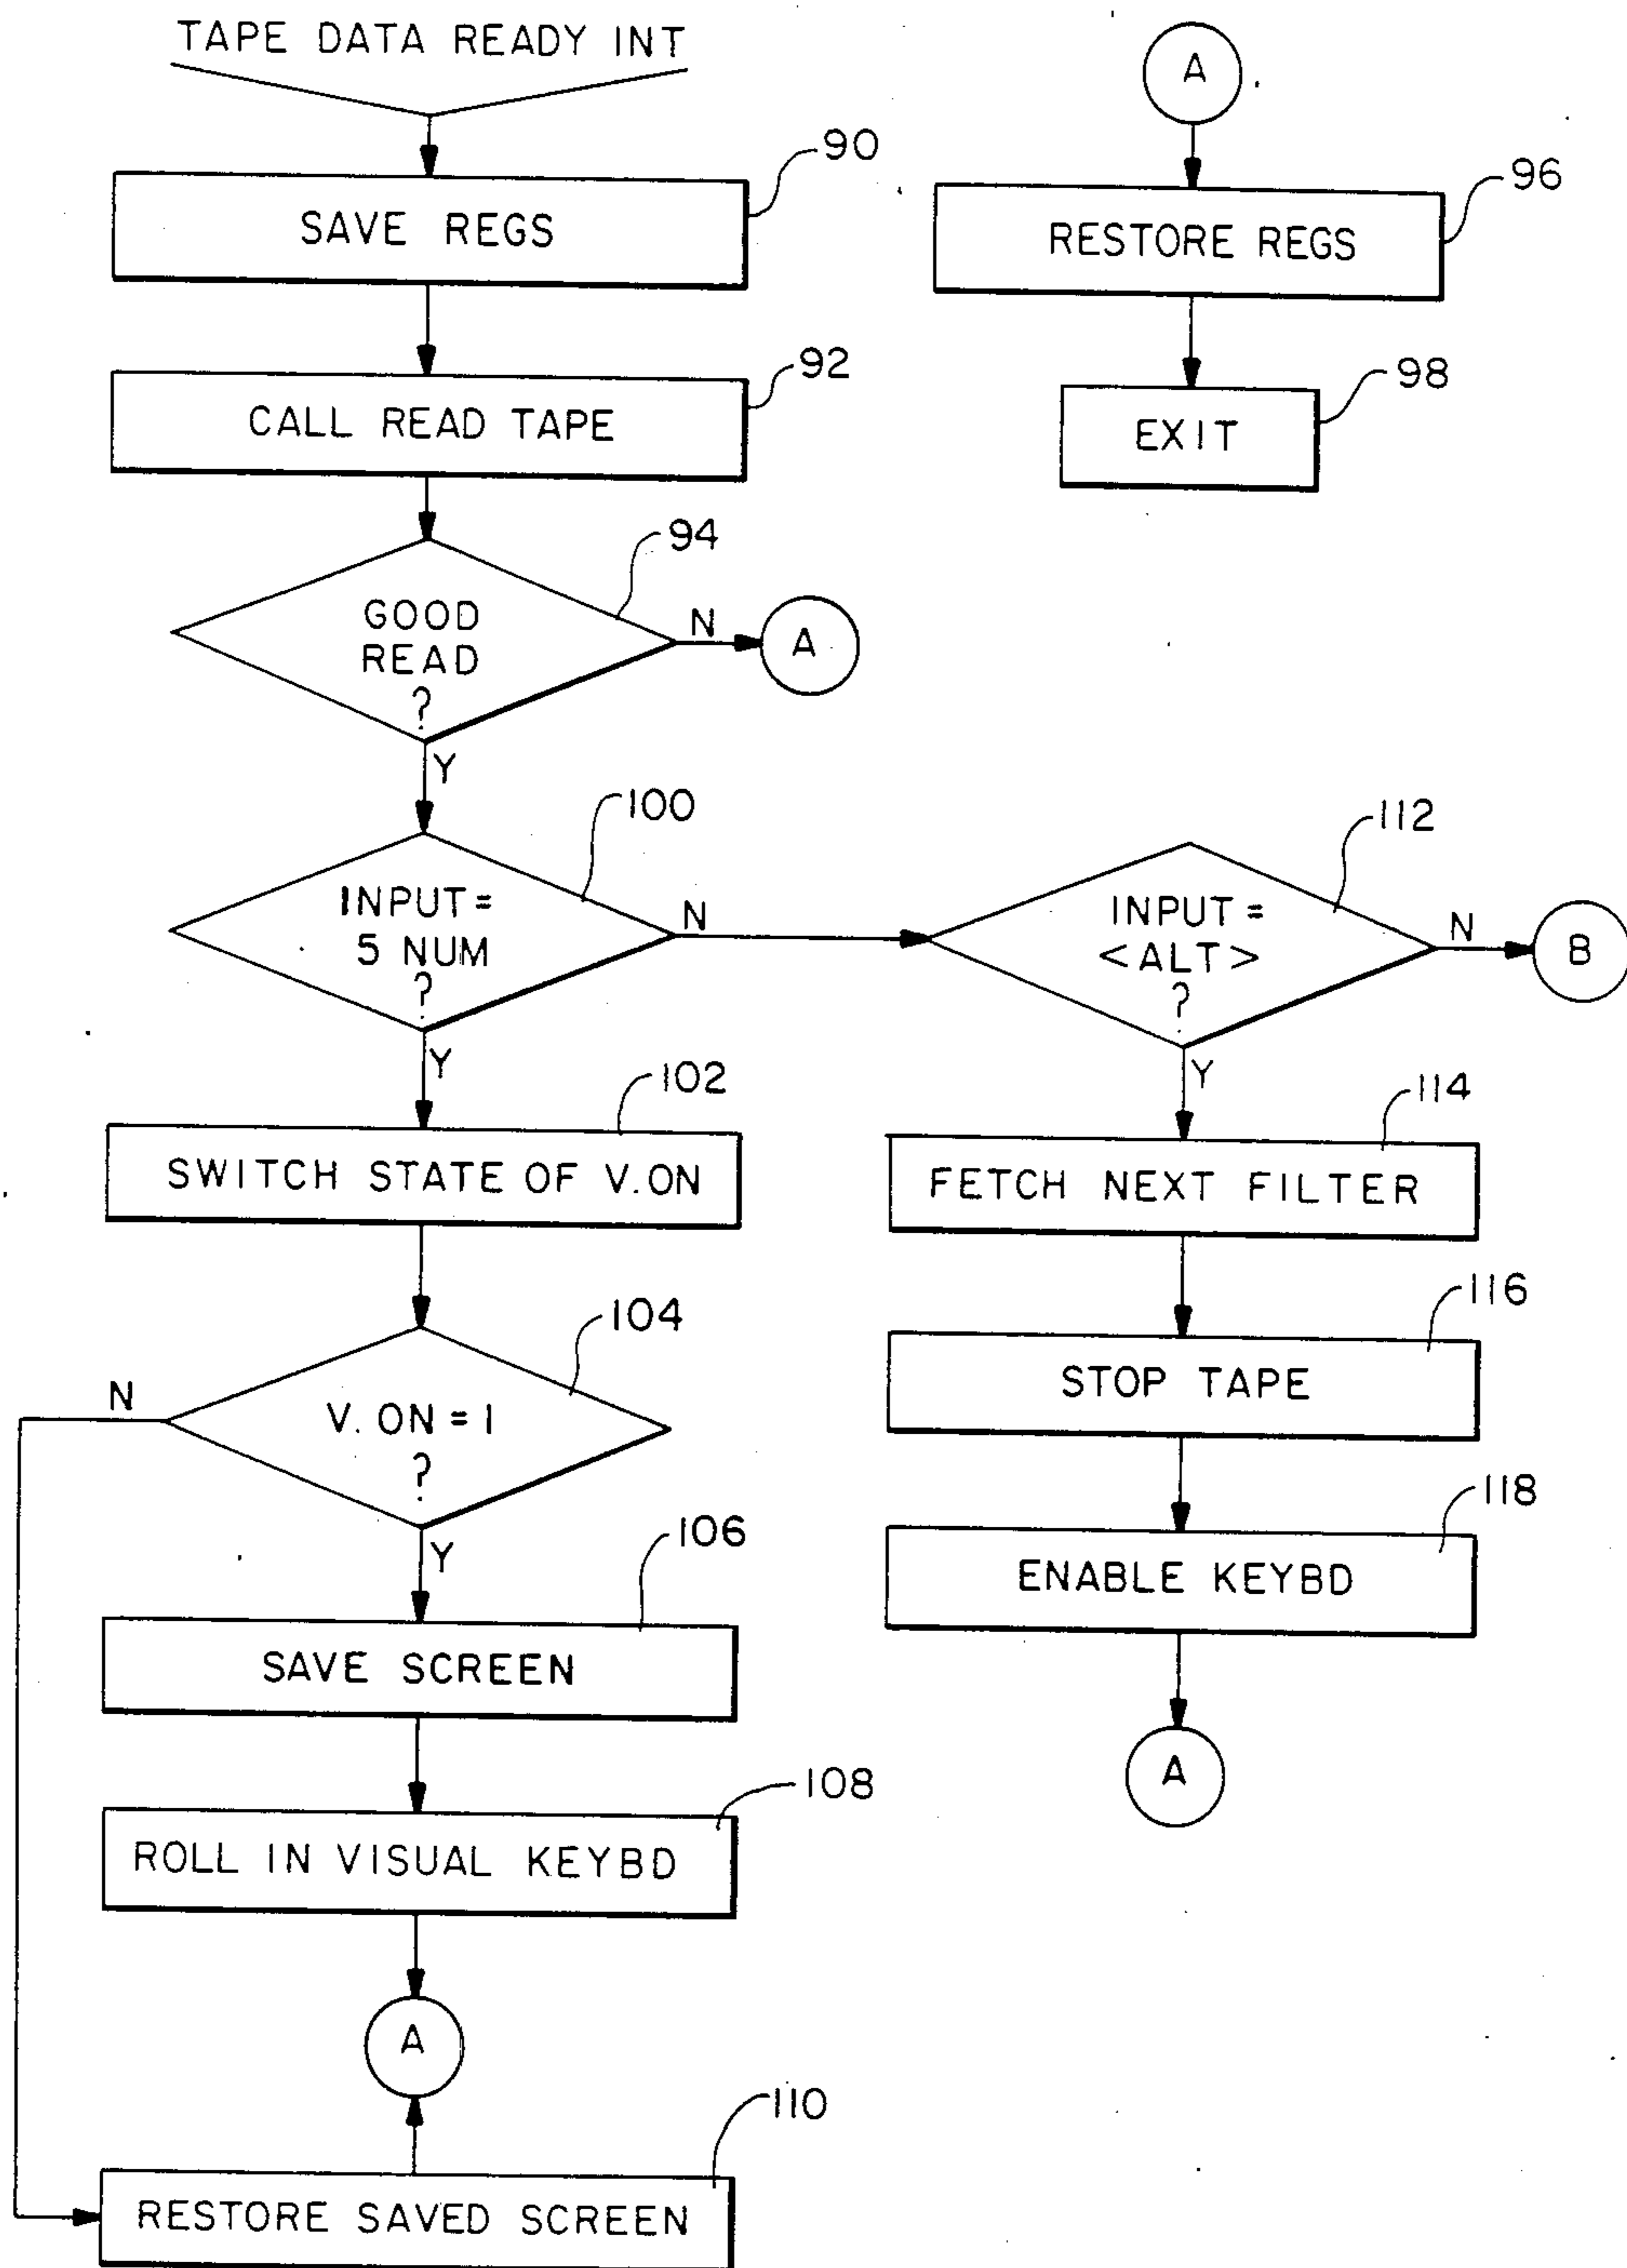 TAPE DATA READY INT
90
SAVE REGS
92
CALL READ TAPE
94
GOOD
READ
?
N
A
Y
100
INPUT =
5 NUM
?
N
Y
102
SWITCH STATE OF V.ON
104
N
V. ON = 1
?
Y
106
SAVE SCREEN
108
ROLL IN VISUAL KEYBD
A
110
RESTORE SAVED SCREEN
A
96
RESTORE REGS
98
EXIT
112
INPUT =
<ALT>
?
N
B
Y
114
FETCH NEXT FILTER
116
STOP TAPE
118
ENABLE KEYBD
A